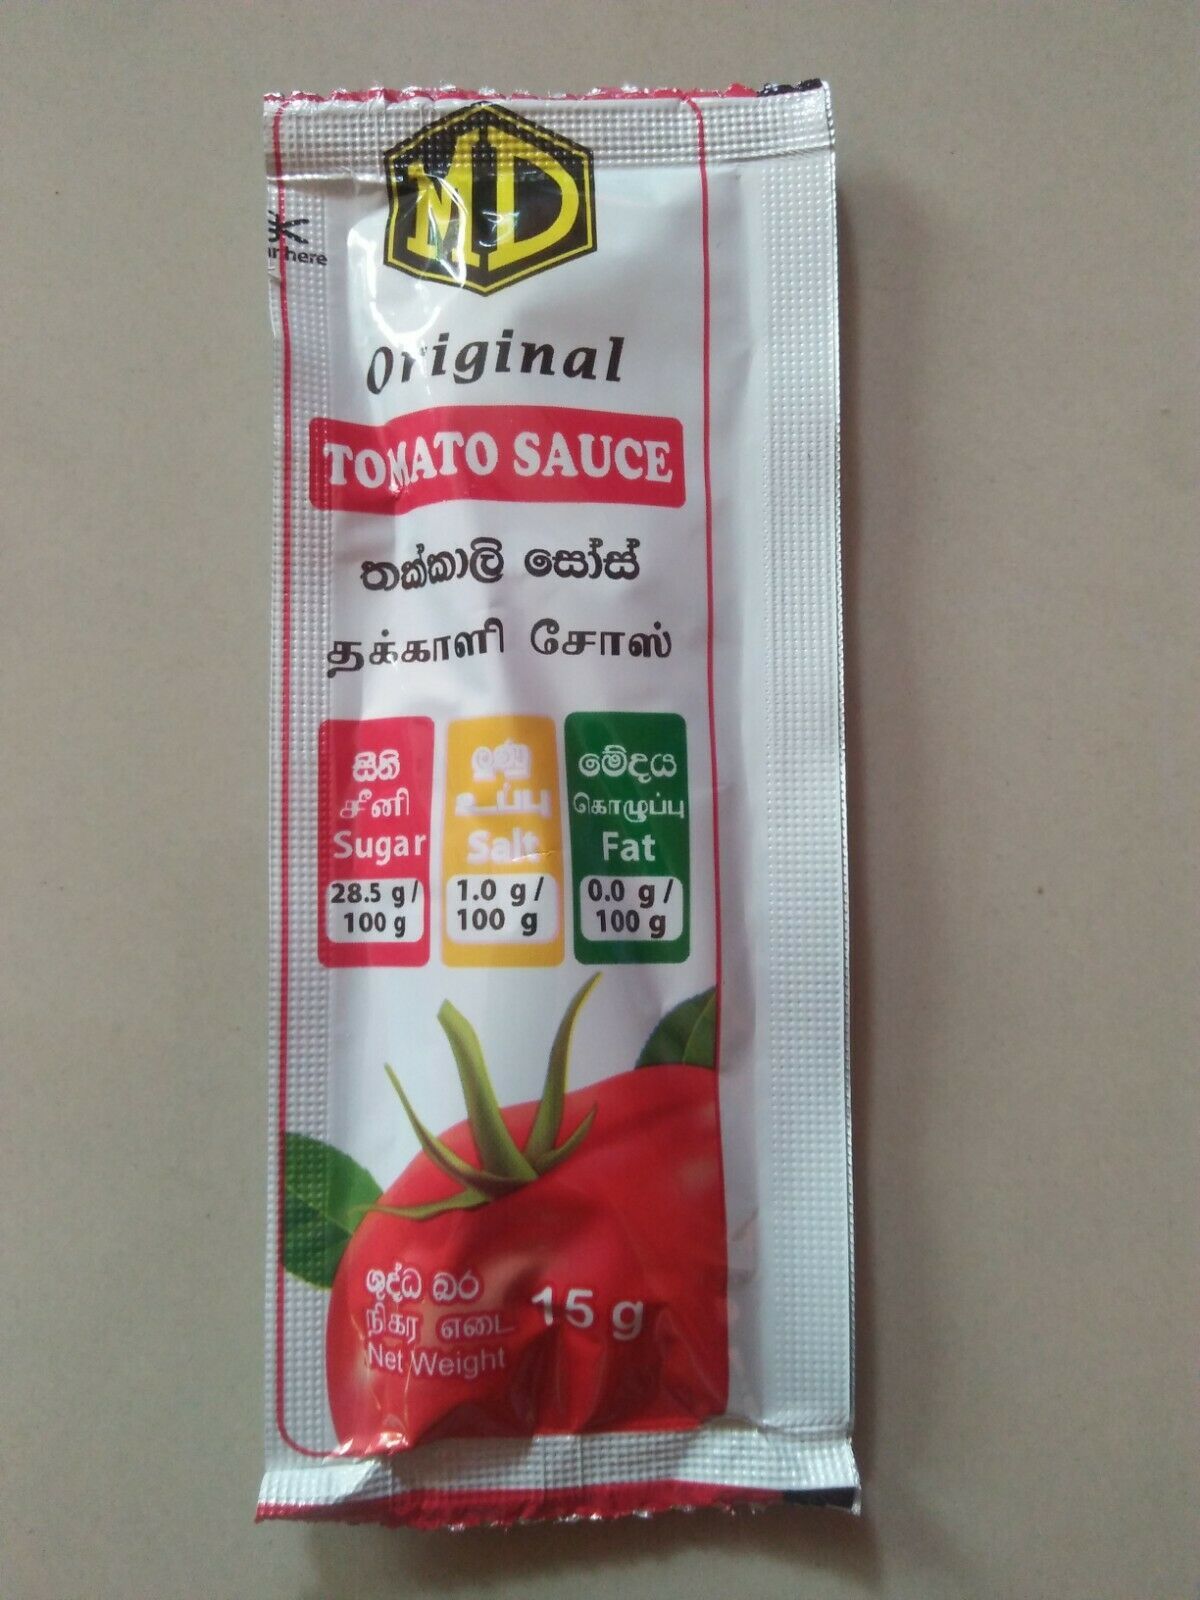 MD
here
Original
TOMATO SAUCE
තක්කාලි සෝස්
தக்காளி சோஸ்
සීනි
சீனி
Sugar
28.5 g /
100 g
ලුණු
உப்பு
Salt
1.0 g /
100 g
මේදය
கொழுப்பு
Fat
0.0 g /
100 g
ශුද්ධ බර
நிகர எடை
Net Weight
15 g